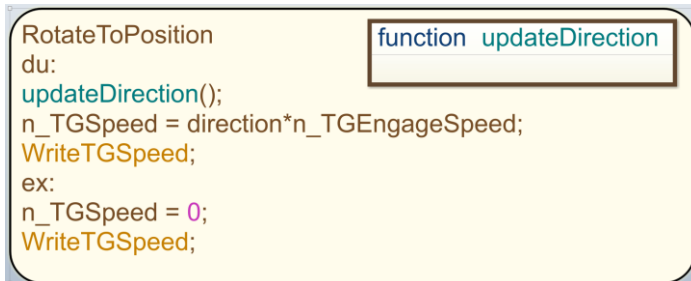 RotateToPosition
function updateDirection
du:
updateDirection();
n_TGSpeed = direction*n_TGEngageSpeed;
WriteTGSpeed;
ex:
n_TGSpeed = 0;
WriteTGSpeed;